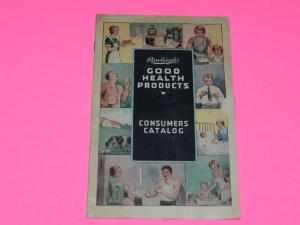 Rawleigh's
GOOD
HEALTH
PRODUCTS
CONSUMERS
CATALOG